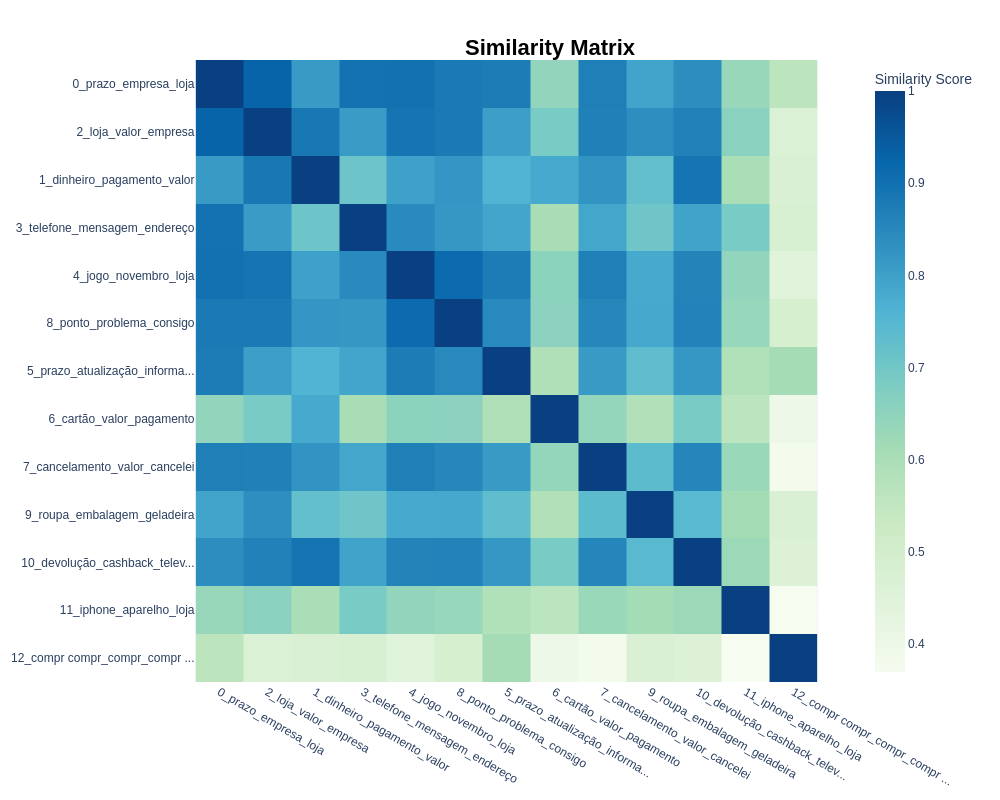 Similarity Matrix
Similarity Score
0_prazo_empresa_loja
2_loja_valor_empresa
1_dinheiro_pagamento_valor
3_telefone_mensagem_endereço
4_jogo_novembro_loja
8_ponto_problema_consigo
5_prazo_atualização_informa...
6_cartão_valor_pagamento
7_cancelamento_valor_cancelei
9_roupa_embalagem_geladeira
10_devolução_cashback_telev...
11_iphone_aparelho_loja
12_compr compr_compr_compr ...
0_prazo_empresa_loja
2_loja_valor_empresa
1_dinheiro_pagamento_valor
3_telefone_mensagem_endereço
4_jogo_novembro_loja
8_ponto_problema_consigo
5_prazo_atualização_informa...
6_cartão_valor_pagamento
7_cancelamento_valor_cancelei
9_roupa_embalagem_geladeira
10_devolução_cashback_telev...
11_iphone_aparelho_loja
12_compr compr_compr_compr ...
1
0.9
0.8
0.7
0.6
0.5
0.4